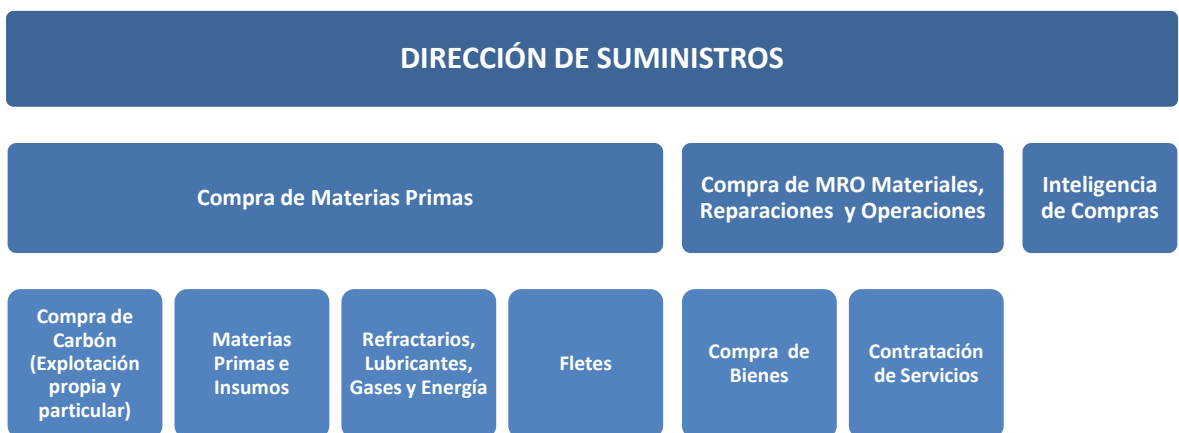 DIRECCIÓN DE SUMINISTROS
Compra de Materias Primas
Compra de MRO Materiales,
Reparaciones y Operaciones
Inteligencia
de Compras
Compra de
Carbón
(Explotación
propia y
particular)
Materias
Primas e
Insumos
Refractarios,
Lubricantes,
Gases y Energía
Fletes
Compra de
Bienes
Contratación
de Servicios